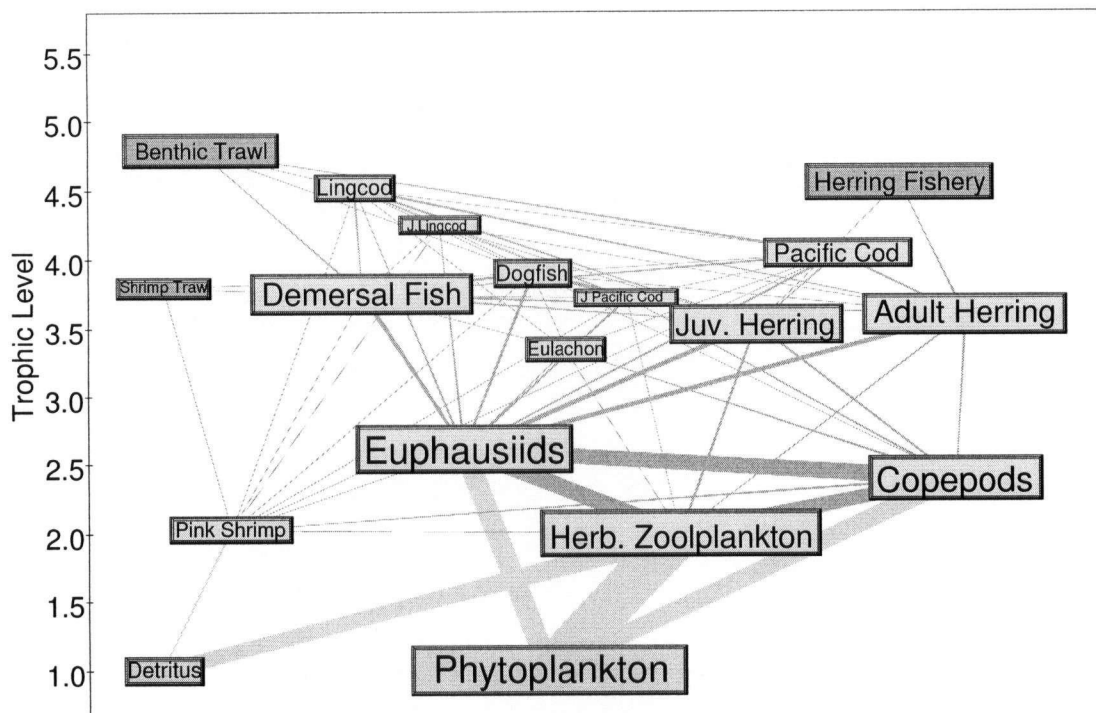 Trophic Level
5.5
5.0
4.5
4.0
3.5
3.0
2.5
2.0
1.5
1.0
Benthic Trawl
Lingcod
Herring Fishery
J.Lingcod
Pacific Cod
Dogfish
Shrimp Traw
Demersal Fish
J Pacific Cod
Adult Herring
Juv. Herring
Eulachon
Euphausiids
Copepods
Pink Shrimp
Herb. Zoolplankton
Detritus
Phytoplankton